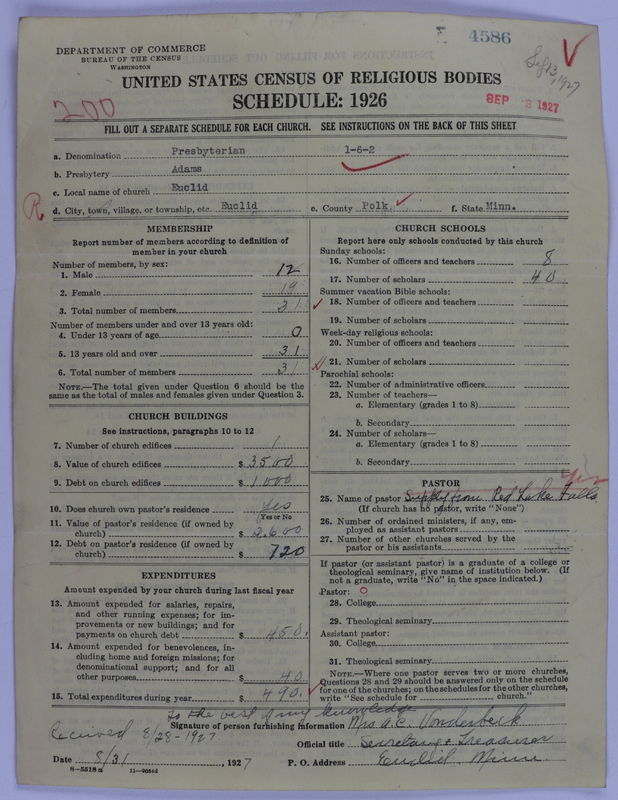 4586
DEPARTMENT OF COMMERCE
BUREAU OF THE CENSUS
WASHINGTON
Sep 3, 1927
UNITED STATES CENSUS OF RELIGIOUS BODIES
200
SCHEDULE: 1926
SEP 3 1927
FILL OUT A SEPARATE SCHEDULE FOR EACH CHURCH. SEE INSTRUCTIONS ON THE BACK OF THIS SHEET
a. Denomination Presbyterian 1-6-2
b. Presbytery Adams
c. Local name of church Euclid
R
d. City, town, village, or township, etc. Euclid e. County Polk f. State Minn.
MEMBERSHIP
Report number of members according to definition of
member in your church
Number of members, by sex:
1. Male 12
2. Female 19
3. Total number of members 31
Number of members under and over 13 years old:
4. Under 13 years of age 0
5. 13 years old and over 31
6. Total number of members 31
NOTE.—The total given under Question 6 should be
same as the total of males and females given under Question 3.
CHURCH BUILDINGS
See instructions, paragraphs 10 to 12
7. Number of church edifices 1
8. Value of church edifices $ 3500
9. Debt on church edifices $ 1000
10. Does church own pastor's residence Yes
(Yes or No)
11. Value of pastor's residence (if owned by
church) $ 2600
12. Debt on pastor's residence (if owned by
church) $ 720
EXPENDITURES
Amount expended by your church during last fiscal year
13. Amount expended for salaries, repairs,
and other running expenses; for im-
provements or new buildings; and for
payments on church debt $ 450.
14. Amount expended for benevolences, in-
cluding home and foreign missions; for
denominational support; and for all
other purposes $ 40
15. Total expenditures during year $ 490.
CHURCH SCHOOLS
Report here only schools conducted by this church
Sunday schools:
16. Number of officers and teachers 8
17. Number of scholars 40
Summer vacation Bible schools:
18. Number of officers and teachers
19. Number of scholars
Week-day religious schools:
20. Number of officers and teachers
21. Number of scholars
Parochial schools:
22. Number of administrative officers
23. Number of teachers—
a. Elementary (grades 1 to 8)
b. Secondary
24. Number of scholars—
a. Elementary (grades 1 to 8)
b. Secondary
PASTOR
yes
25. Name of pastor Supply from Red Lake Falls
(If church has no pastor, write "None")
26. Number of ordained ministers, if any, em-
ployed as assistant pastors
27. Number of other churches served by the
pastor or his assistants
If pastor (or assistant pastor) is a graduate of a college or
theological seminary, give name of institution below. (If
not a graduate, write "No" in the space indicated.)
Pastor: O
28. College
29. Theological seminary
Assistant pastor:
30. College
31. Theological seminary
NOTE.—Where one pastor serves two or more churches,
Questions 28 and 29 should be answered only on the schedule
for one of the churches; on the schedules for the other churches,
write "See schedule for church."
to the best of my knowledge
Signature of person furnishing information Mrs A.C. Vonderbeck
Received 8/28-1927
Official title Secretary & Treasurer
Date 8/31, 1927 P. O. Address Euclid Minn.
8-5518a 11-9054d